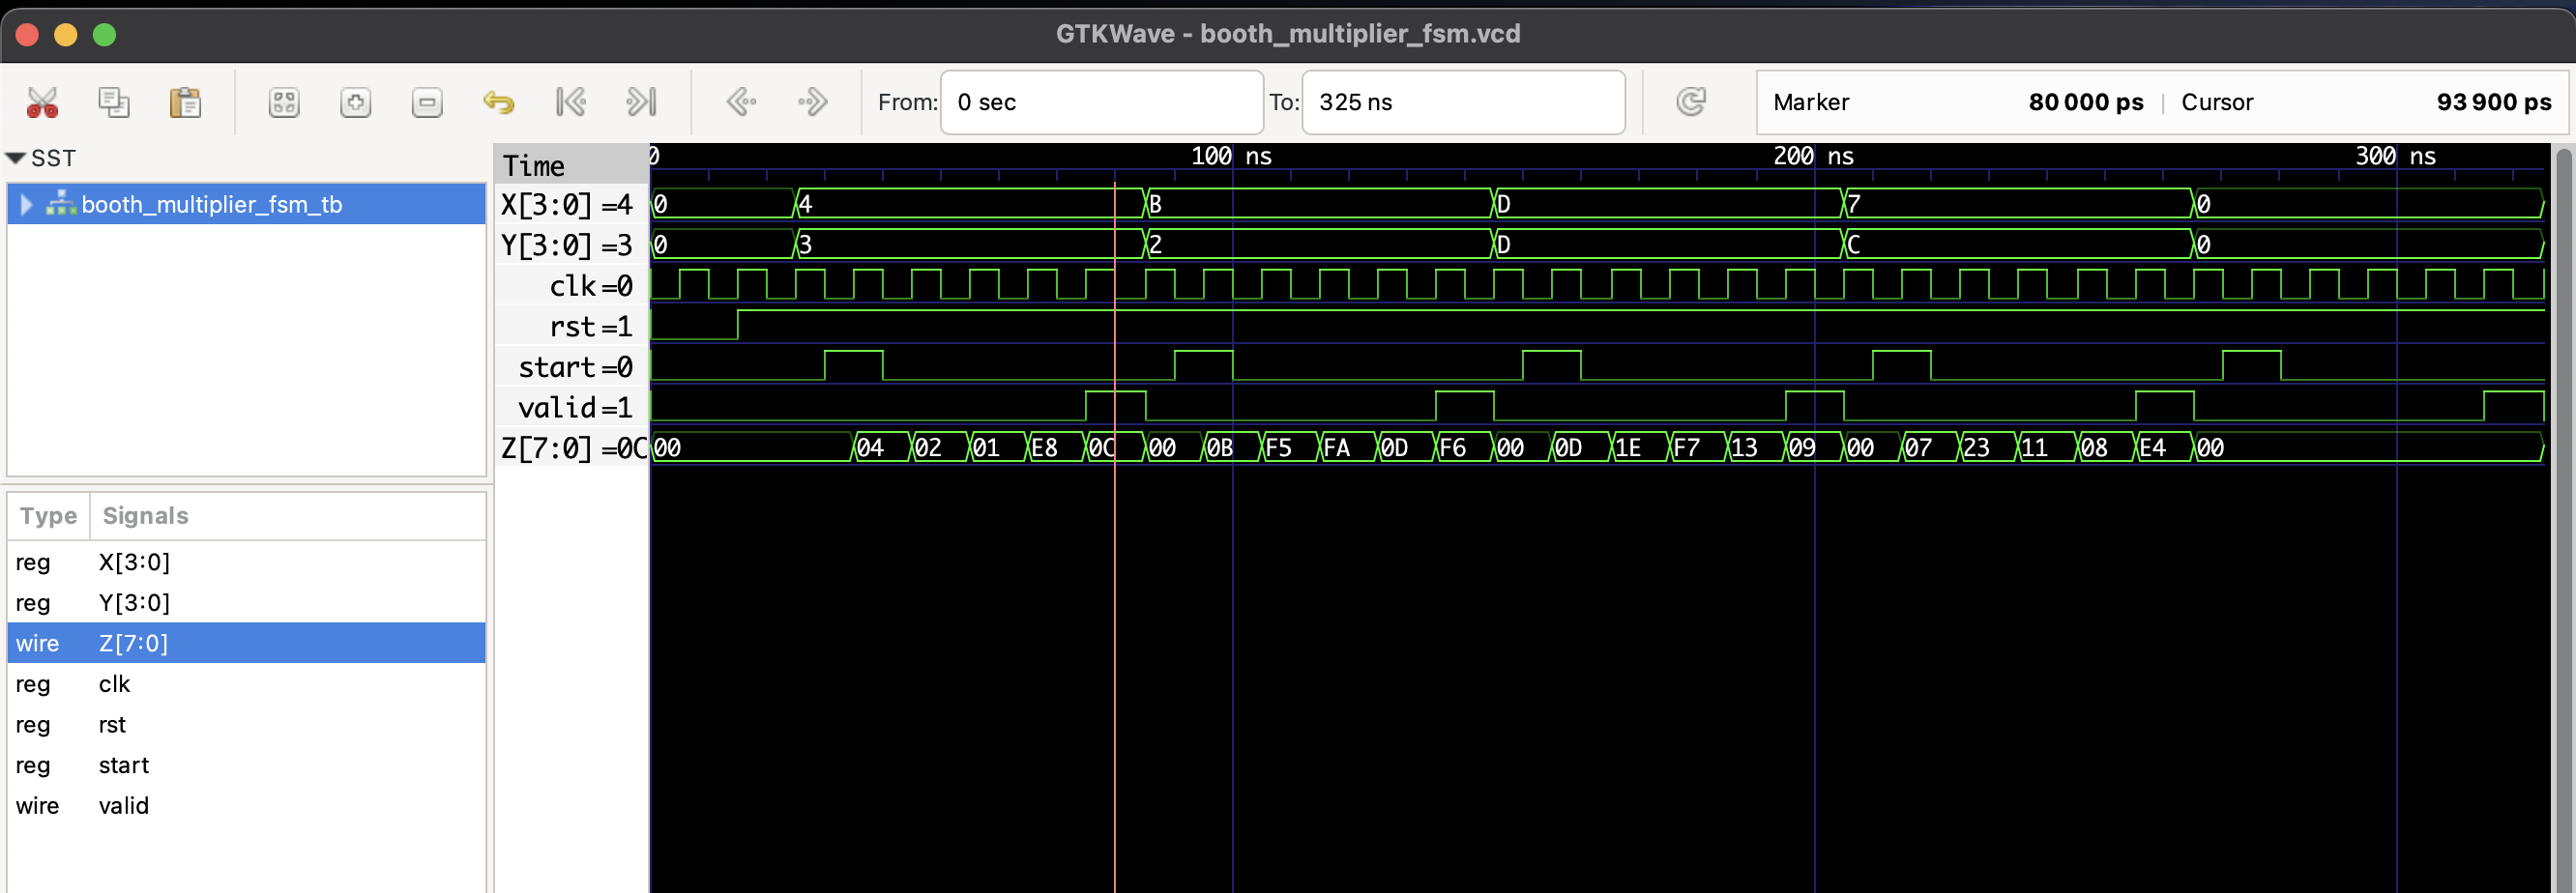 GTKWave - booth_multiplier_fsm.vcd
From: 0 sec To: 325 ns Marker 80 000 ps | Cursor 93 900 ps
SST
booth_multiplier_fsm_tb
Type Signals
reg X[3:0]
reg Y[3:0]
wire Z[7:0]
reg clk
reg rst
reg start
wire valid
Time 0 100 ns 200 ns 300 ns
X[3:0] =4 0 4 B D 7 0
Y[3:0] =3 0 3 2 D C 0
clk =0
rst =1
start =0
valid =1
Z[7:0] =0C 00 04 02 01 E8 0C 00 0B F5 FA 0D F6 00 0D 1E F7 13 09 00 07 23 11 08 E4 00